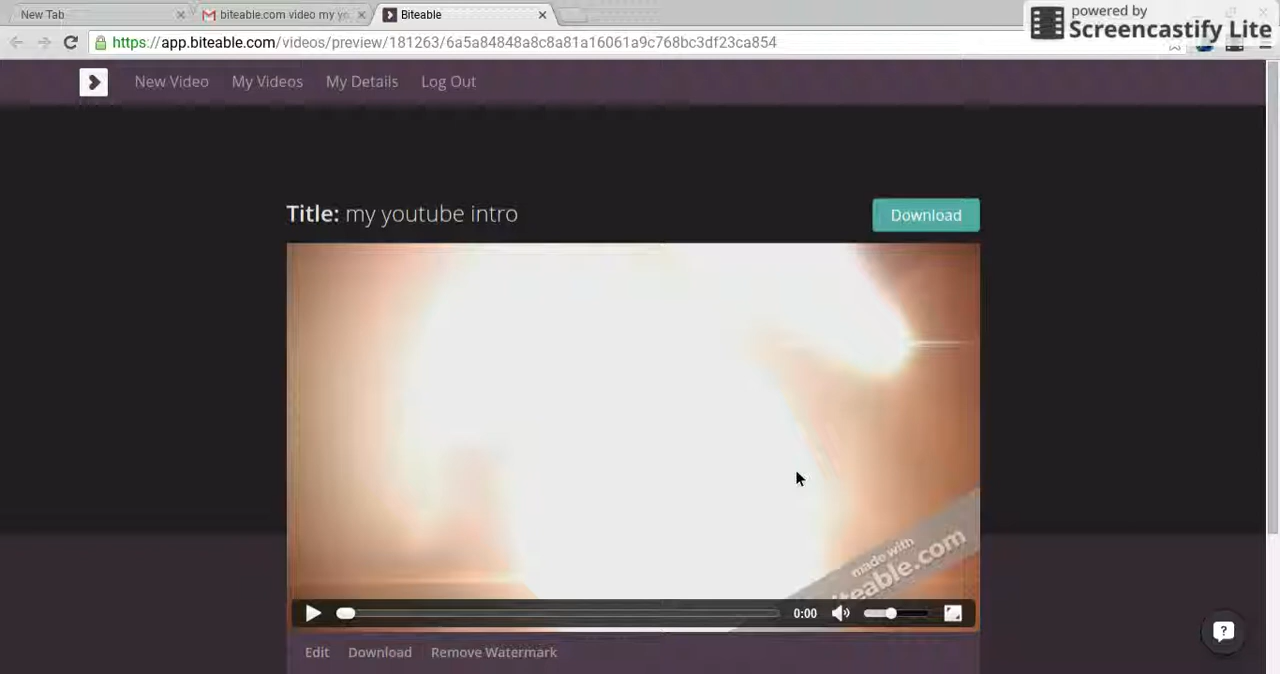 New Tab
biteable.com video my yo
Biteable
powered by
Screencastify Lite
https://app.biteable.com/videos/preview/181263/6a5a84848a8c8a81a16061a9c768bc3df23ca854
New Video
My Videos
My Details
Log Out
Title: my youtube intro
Download
made with
iteable.com
0:00
Edit
Download
Remove Watermark